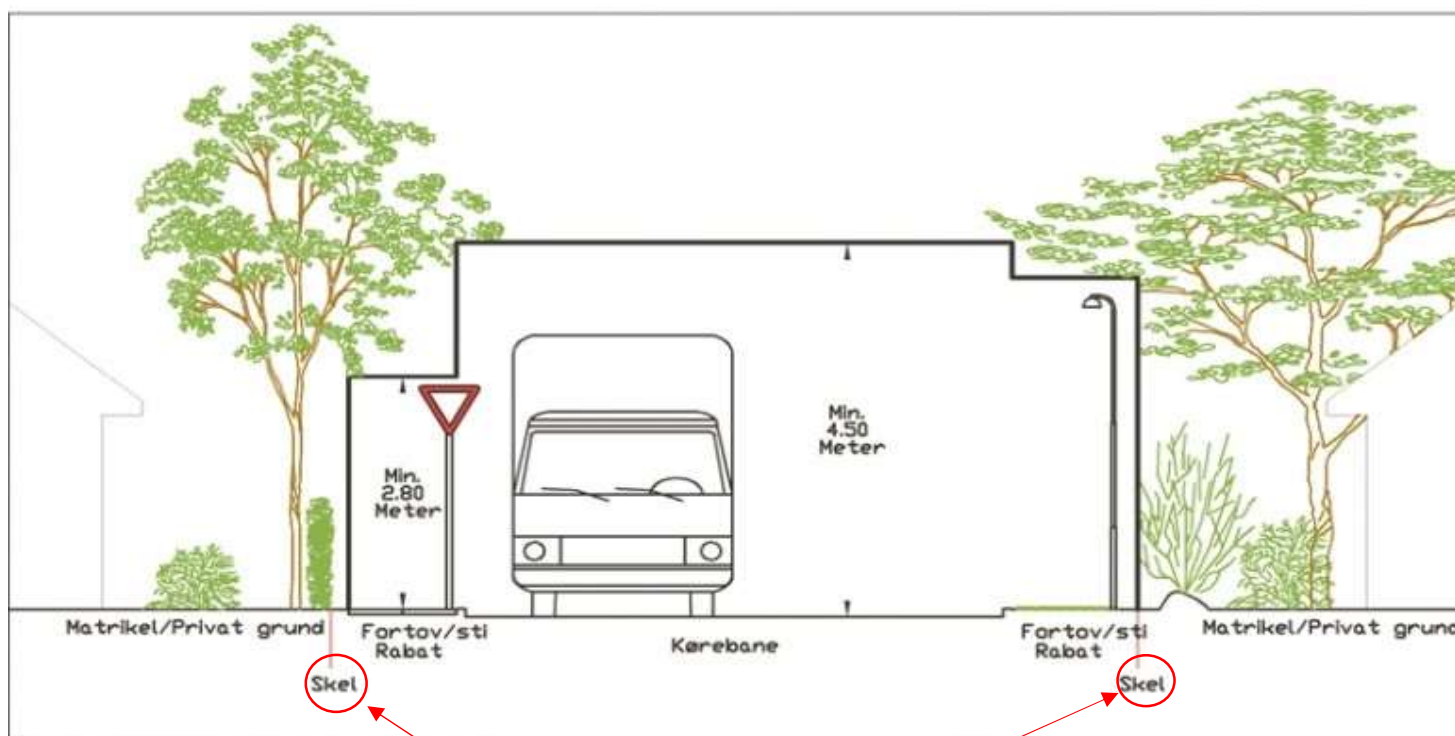 Min.
2.80
Meter
Min.
4.50
Meter
Matrikel/Privat grund
Fortov/sti
Rabat
Kørebane
Fortov/sti
Rabat
Matrikel/Privat grund
Skel
Skel